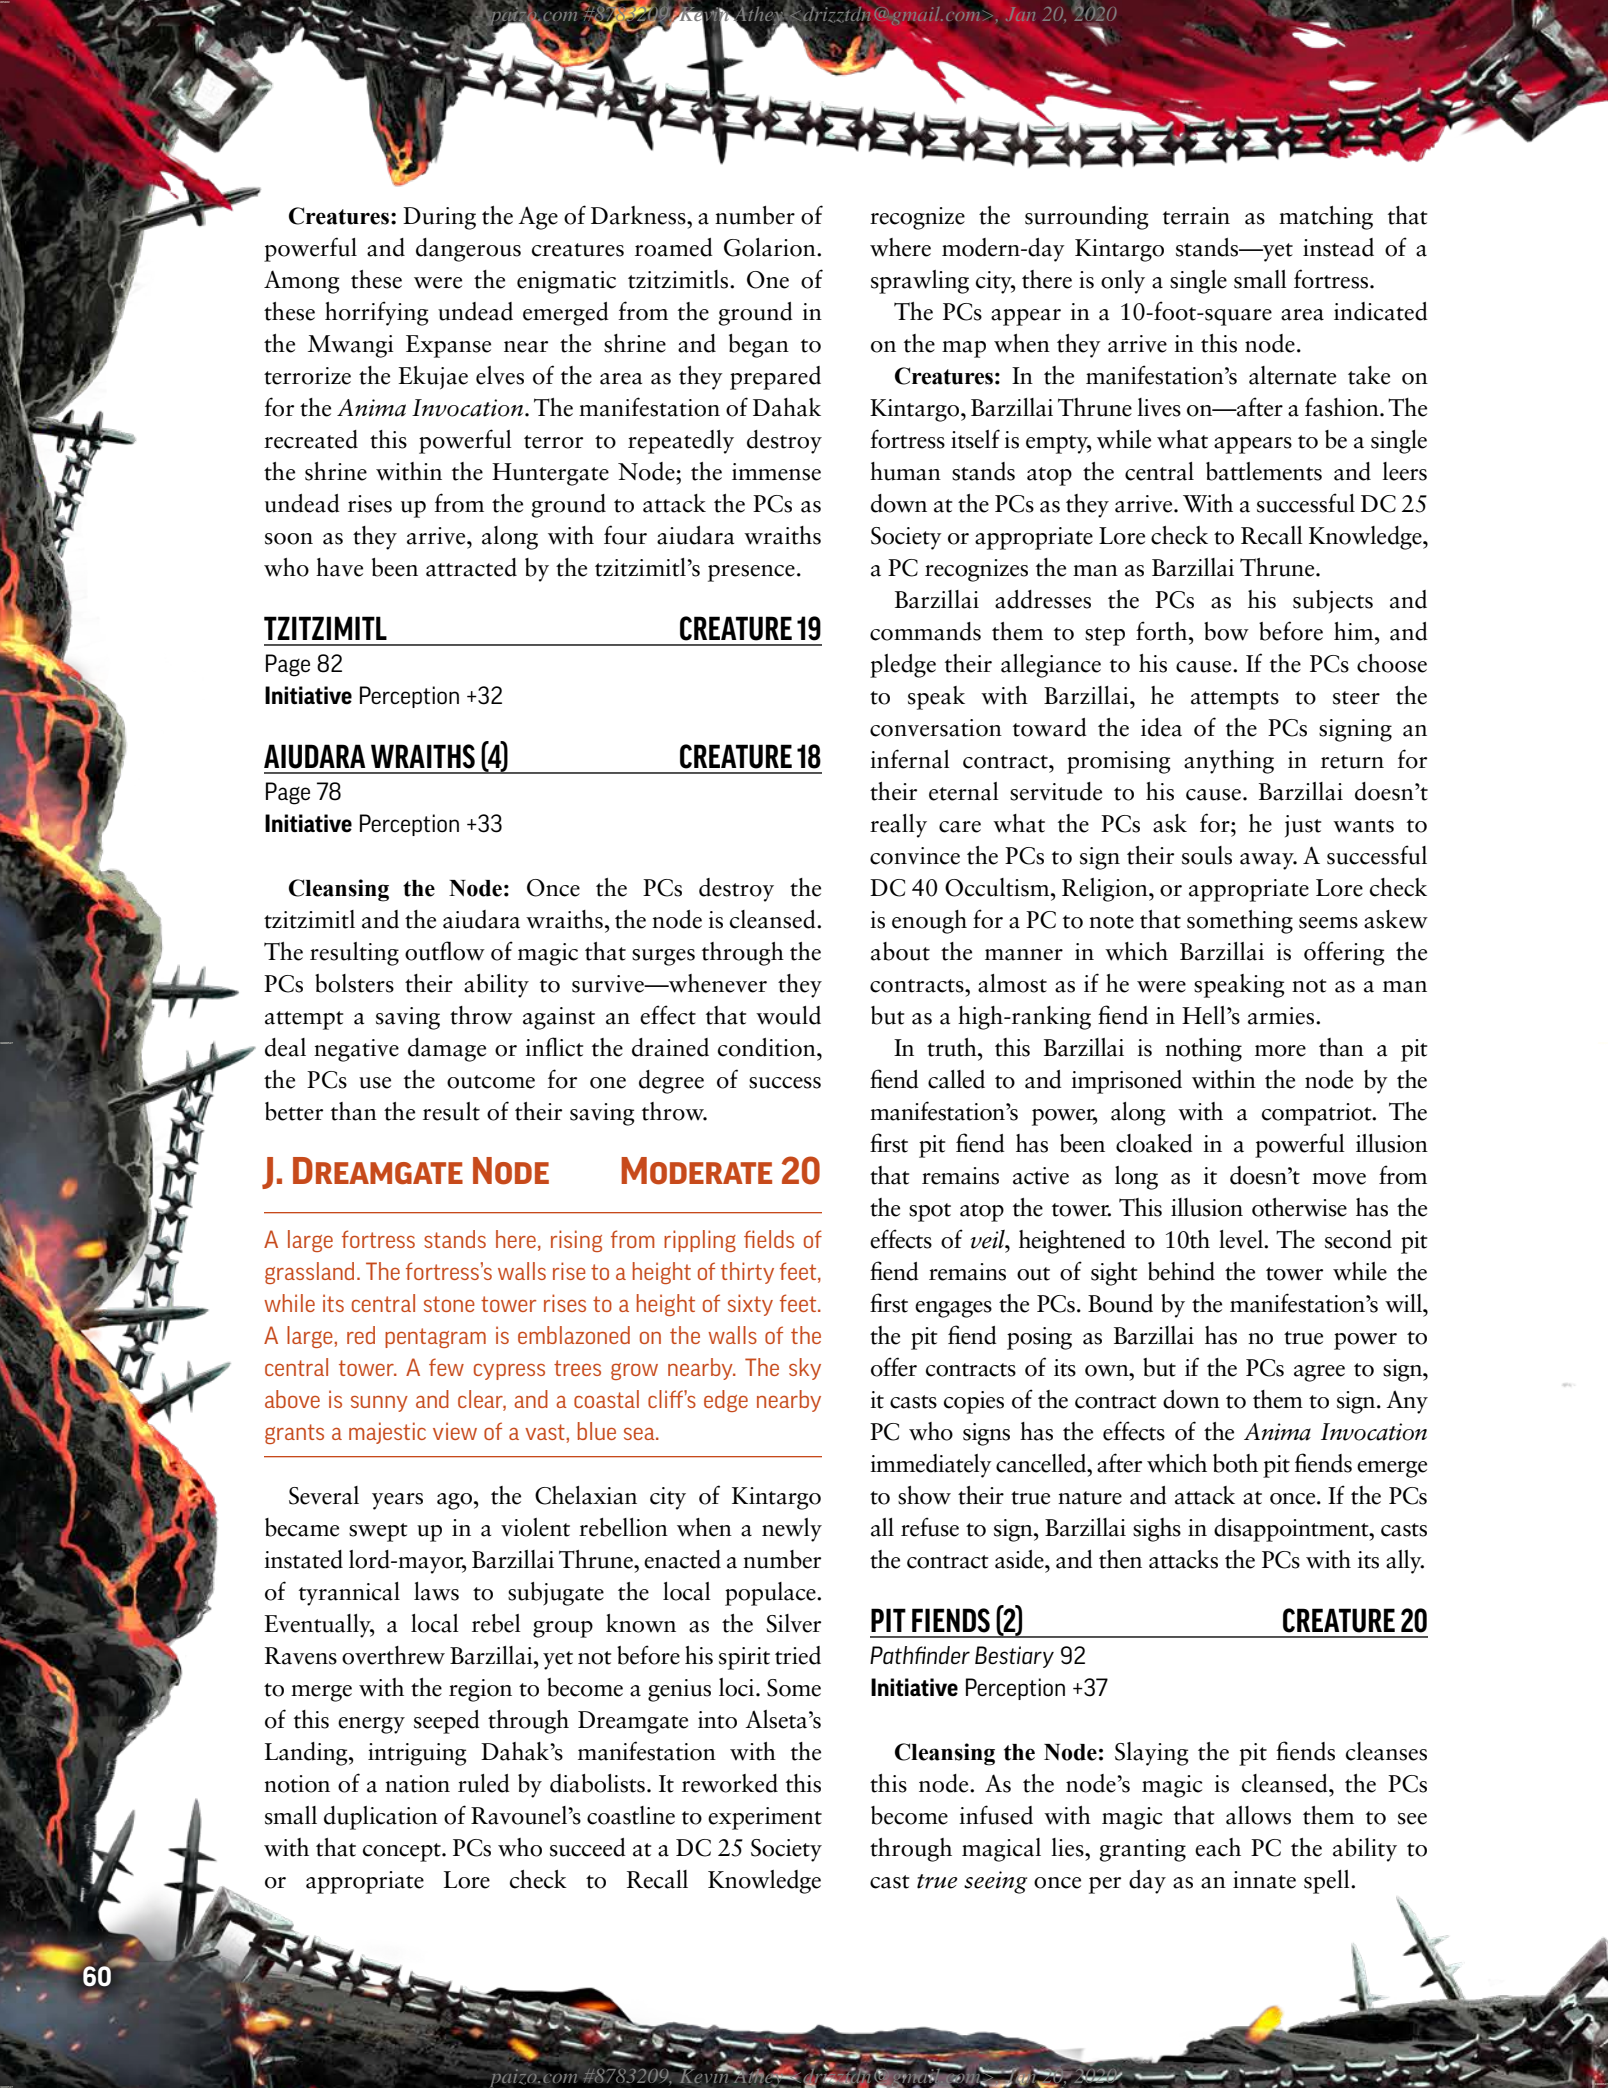 paizo.com #8783209, Kevin Athey <drizztdn@gmail.com>, Jan 20, 2020
Creatures: During the Age of Darkness, a number of
powerful and dangerous creatures roamed Golarion.
Among these were the enigmatic tzitzimitls. One of
these horrifying undead emerged from the ground in
the Mwangi Expanse near the shrine and began to
terrorize the Ekujae elves of the area as they prepared
for the Anima Invocation. The manifestation of Dahak
recreated this powerful terror to repeatedly destroy
the shrine within the Huntergate Node; the immense
undead rises up from the ground to attack the PCs as
soon as they arrive, along with four aiudara wraiths
who have been attracted by the tzitzimitl's presence.
TZITZIMITL CREATURE 19
Page 82
Initiative Perception +32
AIUDARA WRAITHS (4) CREATURE 18
Page 78
Initiative Perception +33
Cleansing the Node: Once the PCs destroy the
tzitzimitl and the aiudara wraiths, the node is cleansed.
The resulting outflow of magic that surges through the
PCs bolsters their ability to survive—whenever they
attempt a saving throw against an effect that would
deal negative damage or inflict the drained condition,
the PCs use the outcome for one degree of success
better than the result of their saving throw.
J. DREAMGATE NODE MODERATE 20
A large fortress stands here, rising from rippling fields of
grassland. The fortress's walls rise to a height of thirty feet,
while its central stone tower rises to a height of sixty feet.
A large, red pentagram is emblazoned on the walls of the
central tower. A few cypress trees grow nearby. The sky
above is sunny and clear, and a coastal cliff's edge nearby
grants a majestic view of a vast, blue sea.
Several years ago, the Chelaxian city of Kintargo
became swept up in a violent rebellion when a newly
instated lord-mayor, Barzillai Thrune, enacted a number
of tyrannical laws to subjugate the local populace.
Eventually, a local rebel group known as the Silver
Ravens overthrew Barzillai, yet not before his spirit tried
to merge with the region to become a genius loci. Some
of this energy seeped through Dreamgate into Alseta's
Landing, intriguing Dahak's manifestation with the
notion of a nation ruled by diabolists. It reworked this
small duplication of Ravounel's coastline to experiment
with that concept. PCs who succeed at a DC 25 Society
or appropriate Lore check to Recall Knowledge
recognize the surrounding terrain as matching that
where modern-day Kintargo stands—yet instead of a
sprawling city, there is only a single small fortress.
The PCs appear in a 10-foot-square area indicated
on the map when they arrive in this node.
Creatures: In the manifestation's alternate take on
Kintargo, Barzillai Thrune lives on—after a fashion. The
fortress itself is empty, while what appears to be a single
human stands atop the central battlements and leers
down at the PCs as they arrive. With a successful DC 25
Society or appropriate Lore check to Recall Knowledge,
a PC recognizes the man as Barzillai Thrune.
Barzillai addresses the PCs as his subjects and
commands them to step forth, bow before him, and
pledge their allegiance to his cause. If the PCs choose
to speak with Barzillai, he attempts to steer the
conversation toward the idea of the PCs signing an
infernal contract, promising anything in return for
their eternal servitude to his cause. Barzillai doesn't
really care what the PCs ask for; he just wants to
convince the PCs to sign their souls away. A successful
DC 40 Occultism, Religion, or appropriate Lore check
is enough for a PC to note that something seems askew
about the manner in which Barzillai is offering the
contracts, almost as if he were speaking not as a man
but as a high-ranking fiend in Hell's armies.
In truth, this Barzillai is nothing more than a pit
fiend called to and imprisoned within the node by the
manifestation's power, along with a compatriot. The
first pit fiend has been cloaked in a powerful illusion
that remains active as long as it doesn't move from
the spot atop the tower. This illusion otherwise has the
effects of veil, heightened to 10th level. The second pit
fiend remains out of sight behind the tower while the
first engages the PCs. Bound by the manifestation's will,
the pit fiend posing as Barzillai has no true power to
offer contracts of its own, but if the PCs agree to sign,
it casts copies of the contract down to them to sign. Any
PC who signs has the effects of the Anima Invocation
immediately cancelled, after which both pit fiends emerge
to show their true nature and attack at once. If the PCs
all refuse to sign, Barzillai sighs in disappointment, casts
the contract aside, and then attacks the PCs with its ally.
PIT FIENDS (2) CREATURE 20
Pathfinder Bestiary 92
Initiative Perception +37
Cleansing the Node: Slaying the pit fiends cleanses
this node. As the node's magic is cleansed, the PCs
become infused with magic that allows them to see
through magical lies, granting each PC the ability to
cast true seeing once per day as an innate spell.
60
paizo.com #8783209, Kevin Athey <drizztdn@gmail.com>, Jan 20, 2020